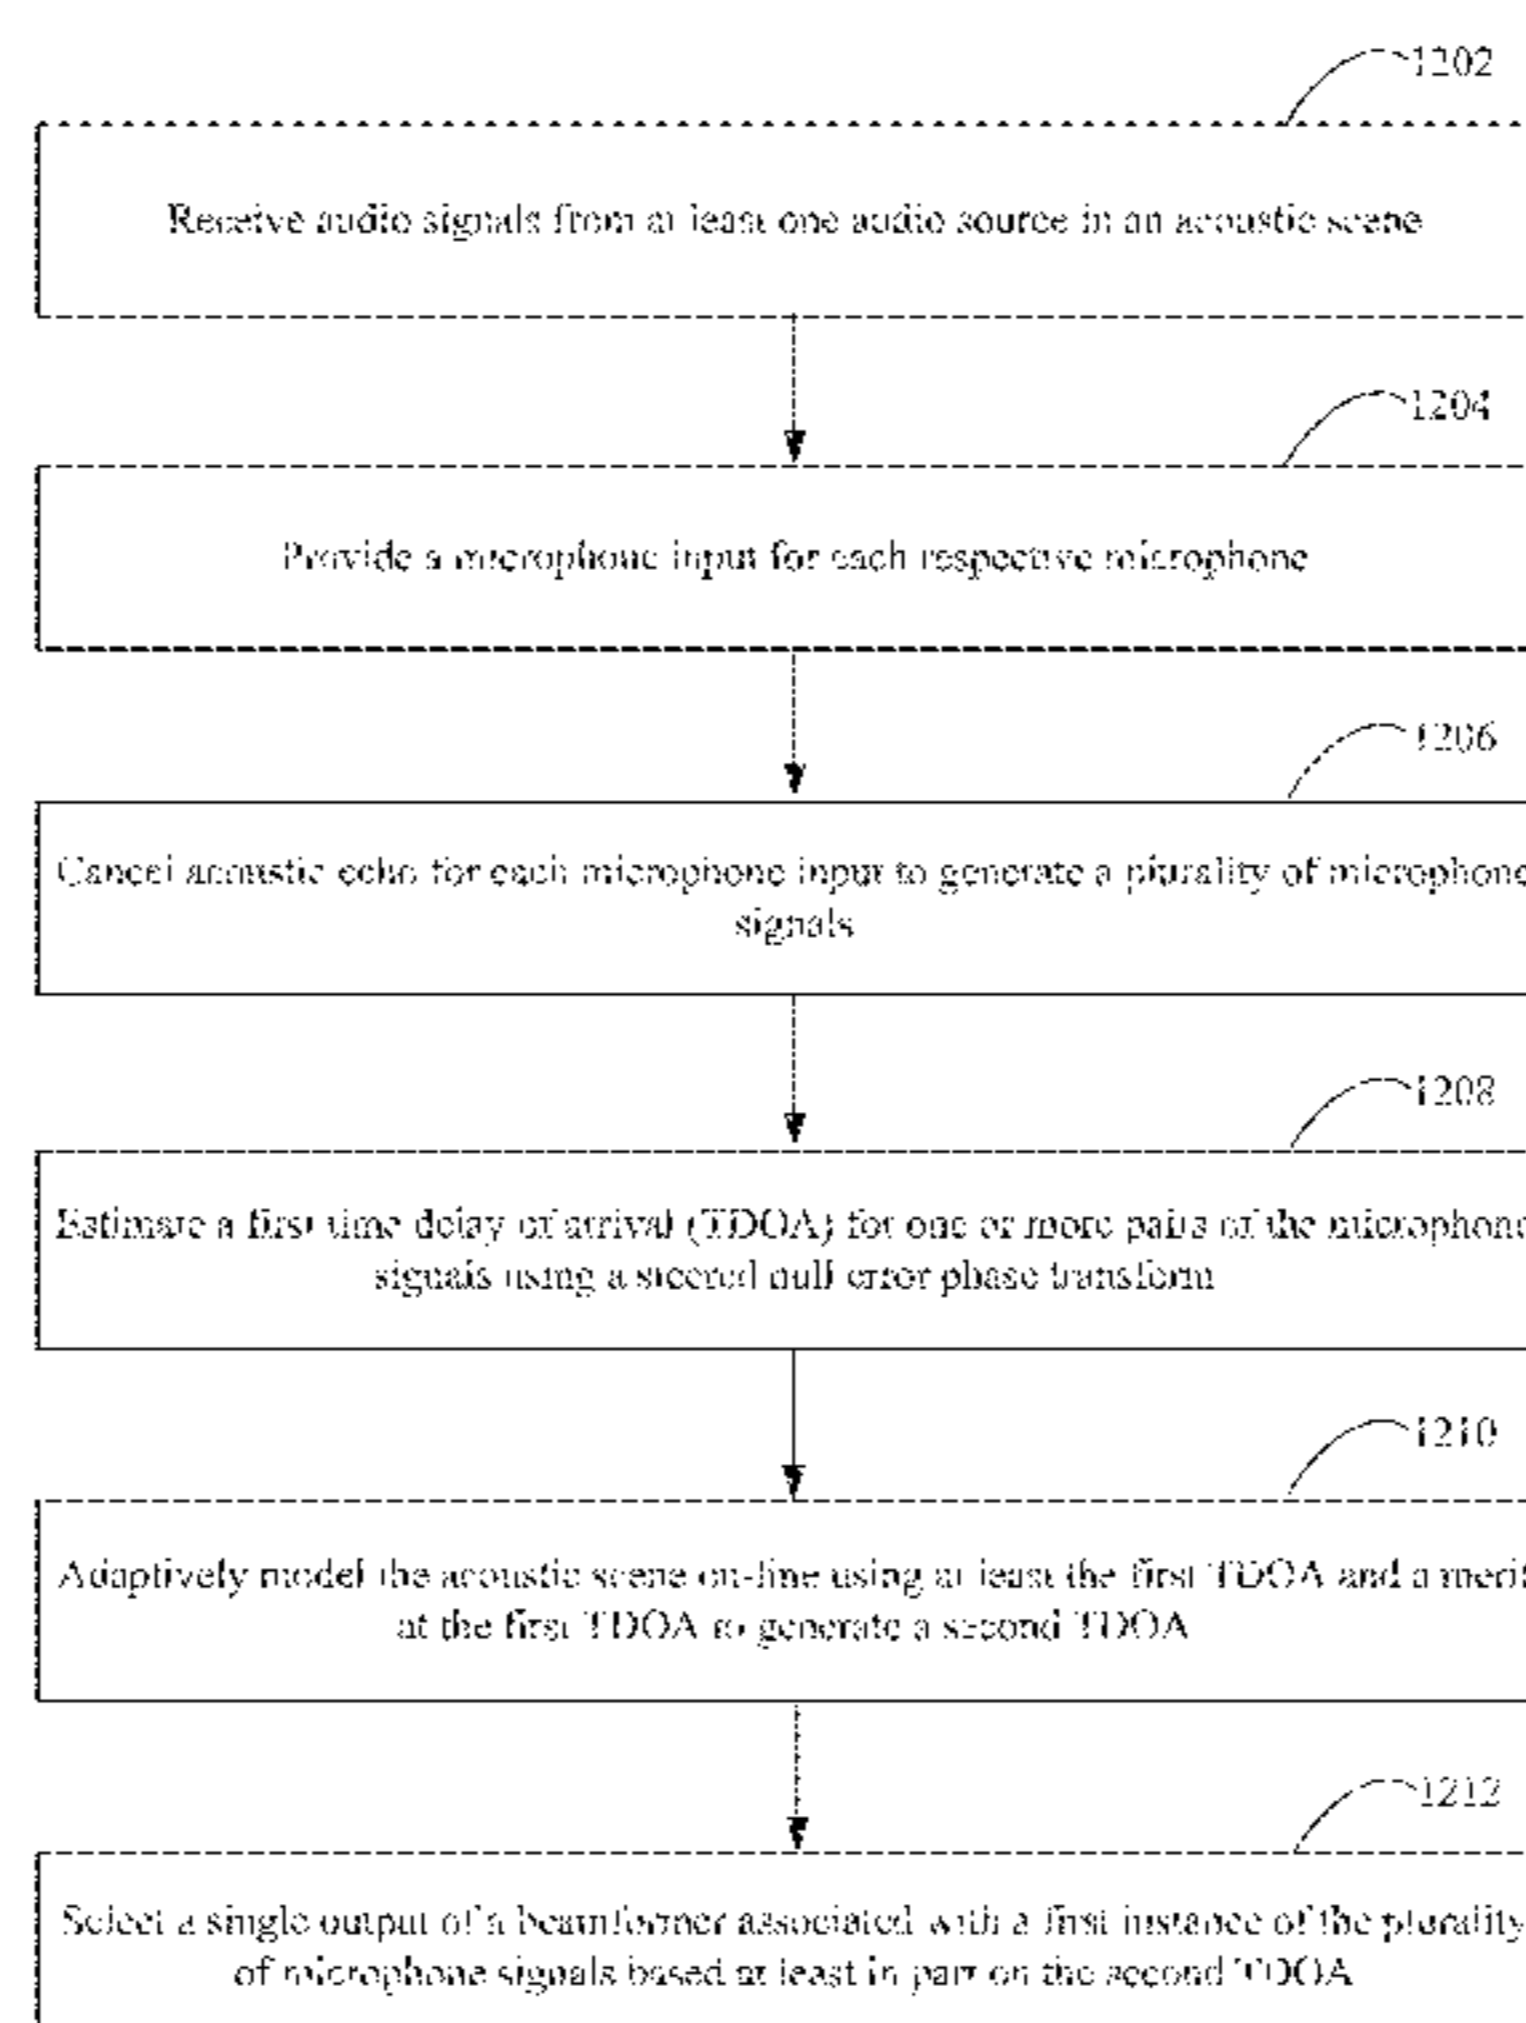 1202
Receive audio signals from at least one audio source in an acoustic scene
1204
Provide a microphone input for each respective microphone
1206
Cancel acoustic echo for each microphone input to generate a plurality of microphone
signals
1208
Estimate a first time delay of arrival (TDOA) for one or more pairs of the microphone
signals using a steered null error phase transform
1210
Adaptively model the acoustic scene on-line using at least the first TDOA and a merit
at the first TDOA to generate a second TDOA
1212
Select a single output of a beamformer associated with a first instance of the plurality
of microphone signals based at least in part on the second TDOA